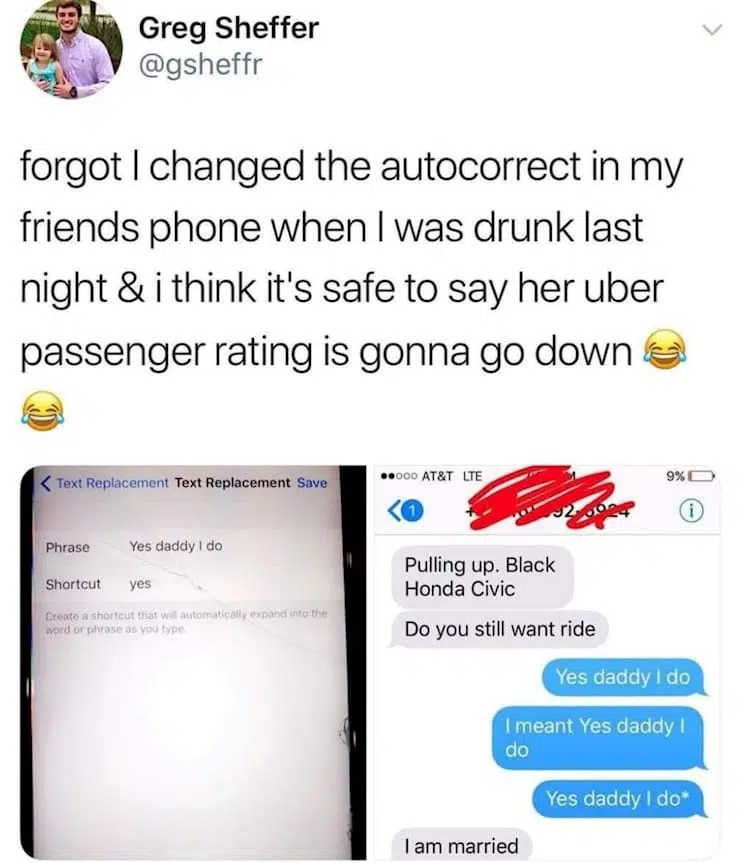 Greg Sheffer
@gsheffr
forgot I changed the autocorrect in my
friends phone when I was drunk last
night & i think it's safe to say her uber
passenger rating is gonna go down 😂
😂
Text Replacement Text Replacement Save
Phrase Yes daddy I do
Shortcut yes
Create a shortcut that will automatically expand into the
word or phrase as you type.
AT&T LTE 9%
1
Pulling up. Black
Honda Civic
Do you still want ride
Yes daddy I do
I meant Yes daddy I
do
Yes daddy I do*
I am married